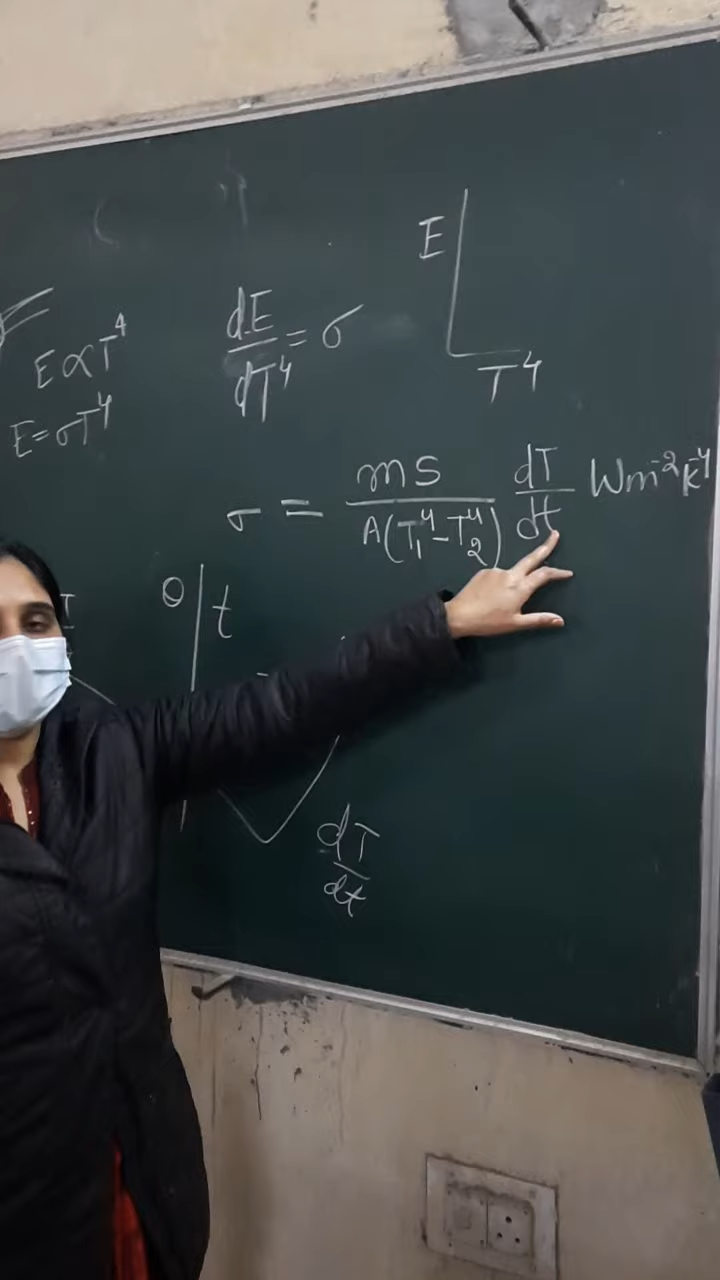 E
E∝T⁴
dE/dT⁴ = σ
T⁴
E=σT⁴
σ = ms/A(T₁⁴-T₂⁴) dT/dt Wm⁻²k⁻⁴
θ | t
dT/dt